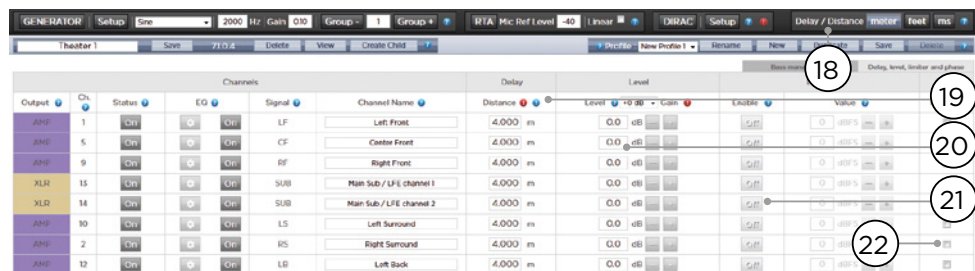 GENERATOR Setup Sine 2000 Hz Gain 010 Group - 1 Group + ? RTA Mic Ref Level -40 Linear ? DIRAC Setup ? Delay / Distance meter feet ms ?
Theater 1 Save 7.1.0.4 Delete View Create Child ? ? Profile New Profile 1 Rename New Duplicate Save Delete
18 Delay, level, limiter and phase
Channels Delay Level
Output ? Ch. ? Status ? EQ ? Signal ? Channel Name ? Distance ! ? Level ? +0 dB Gain ! Enable ? Value ? 19
AMP 1 On On LF Left Front 4.000 m 0.0 dB Off 0 dBFS - +
AMP 5 On On CF Center Front 4.000 m 0.0 dB Off 0 dBFS - + 20
AMP 9 On On RF Right Front 4.000 m 0.0 dB Off 0 dBFS - +
XLR 13 On On SUB Main Sub / LFE channel 1 4.000 m 0.0 dB Off 0 dBFS - +
XLR 14 On On SUB Main Sub / LFE channel 2 4.000 m 0.0 dB Off 0 dBFS - + 21
AMP 10 On On LS Left Surround 4.000 m 0.0 dB Off 0 dBFS - +
AMP 2 On On RS Right Surround 4.000 m 0.0 dB Off 0 dBFS 22
AMP 12 On On LB Left Back 4.000 m 0.0 dB Off 0 dBFS - +